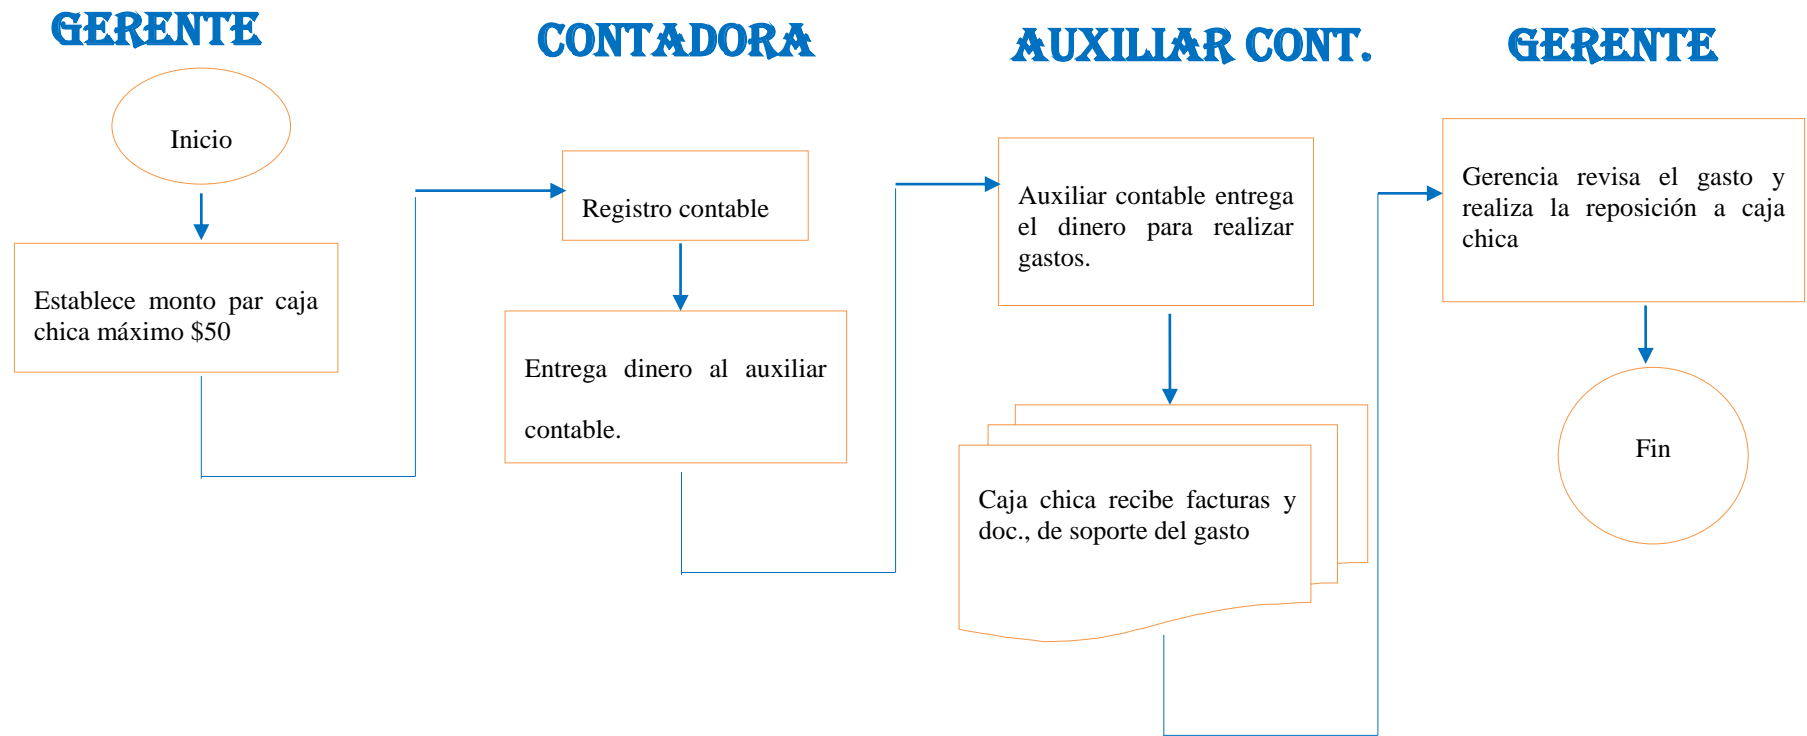 GERENTE
CONTADORA
AUXILIAR CONT.
GERENTE
Inicio
Establece monto par caja
chica máximo $50
Registro contable
Entrega dinero al auxiliar
contable.
Auxiliar contable entrega
el dinero para realizar
gastos.
Caja chica recibe facturas y
doc., de soporte del gasto
Gerencia revisa el gasto y
realiza la reposición a caja
chica
Fin